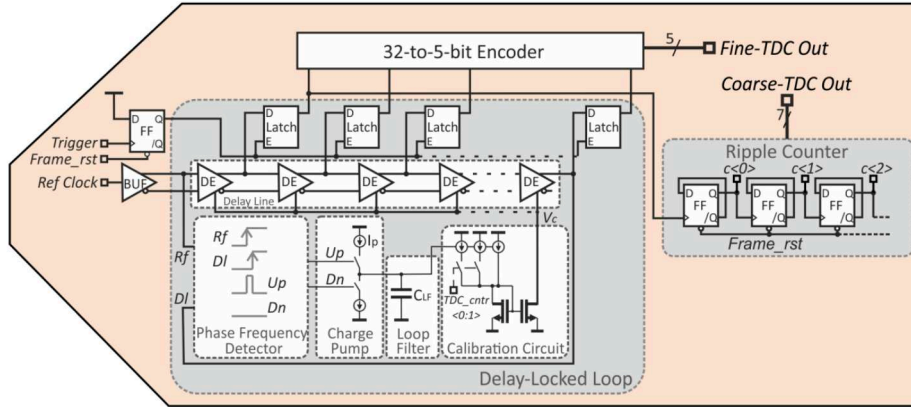 32-to-5-bit Encoder
5
Fine-TDC Out
Coarse-TDC Out
7
D Q
FF
/Q
Trigger
Frame_rst
Ref Clock
BUF
D
Latch
E
D
Latch
E
D
Latch
E
D
Latch
E
DE
DE
DE
DE
DE
Delay Line
Vc
Ripple Counter
c<0>
c<1>
c<2>
D Q
FF
/Q
D Q
FF
/Q
D Q
FF
/Q
Frame_rst
Rf
Dl
Rf
Dl
Up
Dn
Phase Frequency
Detector
Up
Dn
Ip
Charge
Pump
CLF
Loop
Filter
TDC_cntr
<0:1>
Calibration Circuit
Delay-Locked Loop